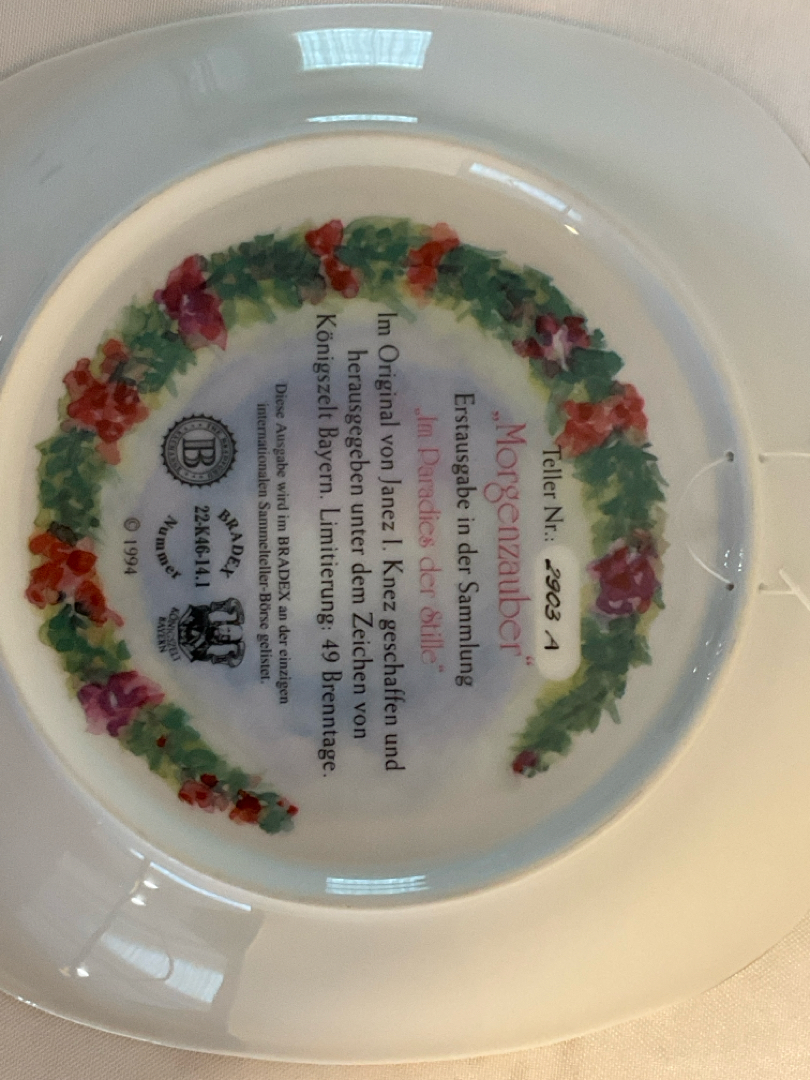 Teller Nr.: 2903 A
„Morgenzauber“
Erstausgabe in der Sammlung
„Im Paradies der Stille“
Im Original von Janez I. Knez geschaffen und
herausgegeben unter dem Zeichen von
Königszelt Bayern. Limitierung: 49 Brenntage.
Diese Ausgabe wird im BRADEX an der einzigen
internationalen Sammelteller-Börse gelistet.
B
BRADEX
22-K46-14.1
Nummer
KÖNIGSZELT
BAYERN
© 1994